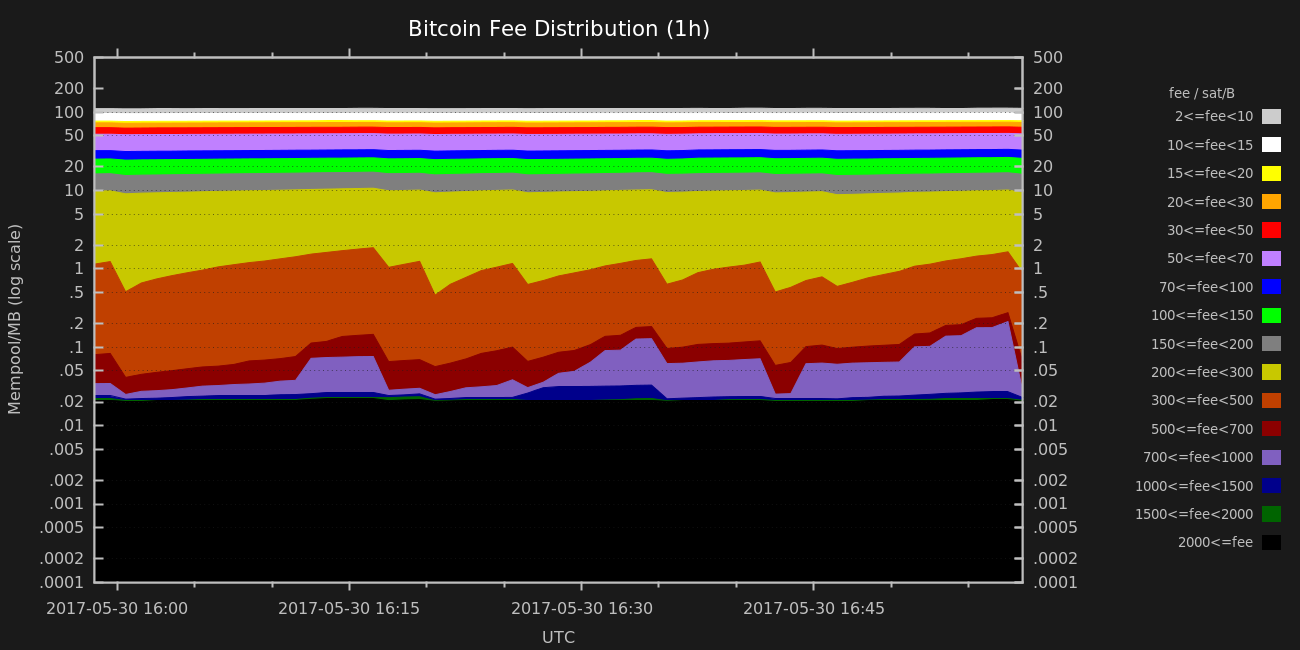 Bitcoin Fee Distribution (1h)
500
200
100
50
20
10
5
2
1
.5
.2
.1
.05
.02
.01
.005
.002
.001
.0005
.0002
.0001
Mempool/MB (log scale)
500
200
100
50
20
10
5
2
1
.5
.2
.1
.05
.02
.01
.005
.002
.001
.0005
.0002
.0001
2017-05-30 16:00 2017-05-30 16:15 2017-05-30 16:30 2017-05-30 16:45
UTC
fee / sat/B
2<=fee<10
10<=fee<15
15<=fee<20
20<=fee<30
30<=fee<50
50<=fee<70
70<=fee<100
100<=fee<150
150<=fee<200
200<=fee<300
300<=fee<500
500<=fee<700
700<=fee<1000
1000<=fee<1500
1500<=fee<2000
2000<=fee